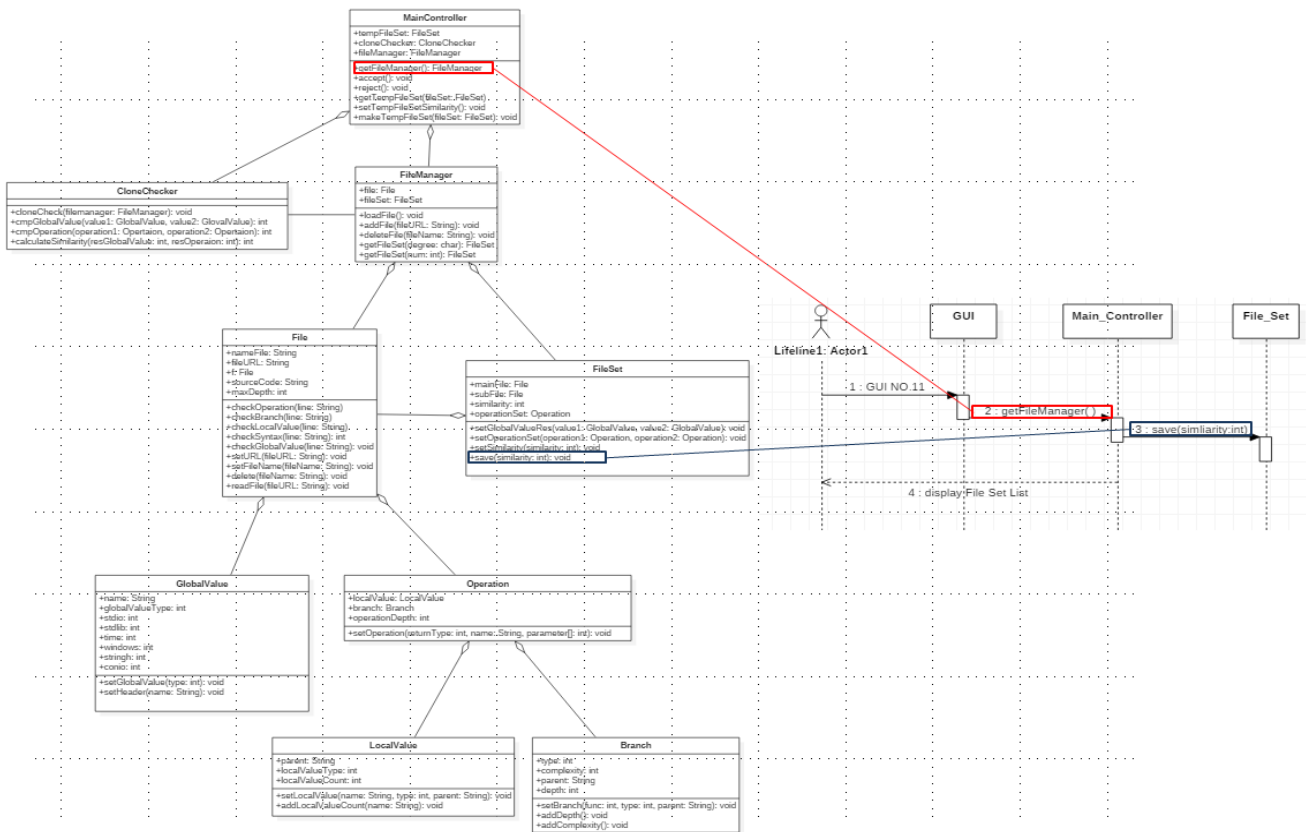 MainController
+tempFileSet: FileSet
+cloneChecker: CloneChecker
+fileManager: FileManager
+getFileManager(): FileManager
+accept(): void
+reject(): void
+getTempFileSet(fileSet: FileSet)
+setTempFileSetSimilarity(): void
+makeTempFileSet(fileSet: FileSet): void
CloneChecker
+cloneCheck(filemanager: FileManager): void
+cmpGlobalValue(value1: GlobalValue, value2: GlovalValue): int
+cmpOperation(operation1: Opertaion, operation2: Opertaion): int
+calculateSimilarity(resGlobalValue: int, resOperaion: int): int
FileManager
+file: File
+fileSet: FileSet
+loadFile(): void
+addFile(fileURL: String): void
+deleteFile(fileName: String): void
+getFileSet(degree: char): FileSet
+getFileSet(num: int): FileSet
File
+nameFile: String
+fileURL: String
+f: File
+sourceCode: String
+maxDepth: int
+checkOperation(line: String)
+checkBranch(line: String)
+checkLocalValue(line: String)
+checkSyntax(line: String): int
+checkGlobalValue(line: String): void
+setURL(fileURL: String): void
+setFileName(fileName: String): void
+delete(fileName: String): void
+readFile(fileURL: String): void
FileSet
+mainFile: File
+subFile: File
+similarity: int
+operationSet: Operation
+setGlobalValueRes(value1: GlobalValue, value2: GlobalValue): void
+setOperationSet(operation1: Operation, operation2: Operation): void
+setSimilarity(similarity: int): void
+save(similarity: int): void
Lifeline1: Actor1
GUI
Main_Controller
File_Set
1 : GUI NO.11
2 : getFileManager( )
3 : save(simliarity:int)
4 : display File Set List
GlobalValue
+name: String
+globalValueType: int
+stdio: int
+stdlib: int
+time: int
+windows: int
+stringh: int
+conio: int
+setGlobalValue(type: int): void
+setHeader(name: String): void
Operation
+localValue: LocalValue
+branch: Branch
+operationDepth: int
+setOperation(returnType: int, name: String, parameter[]: int): void
LocalValue
+parent: String
+localValueType: int
+localValueCount: int
+setLocalValue(name: String, type: int, parent: String): void
+addLocalValueCount(name: String): void
Branch
+type: int
+complexity: int
+parent: String
+depth: int
+setBranch(func: int, type: int, parent: String): void
+addDepth(): void
+addComplexity(): void